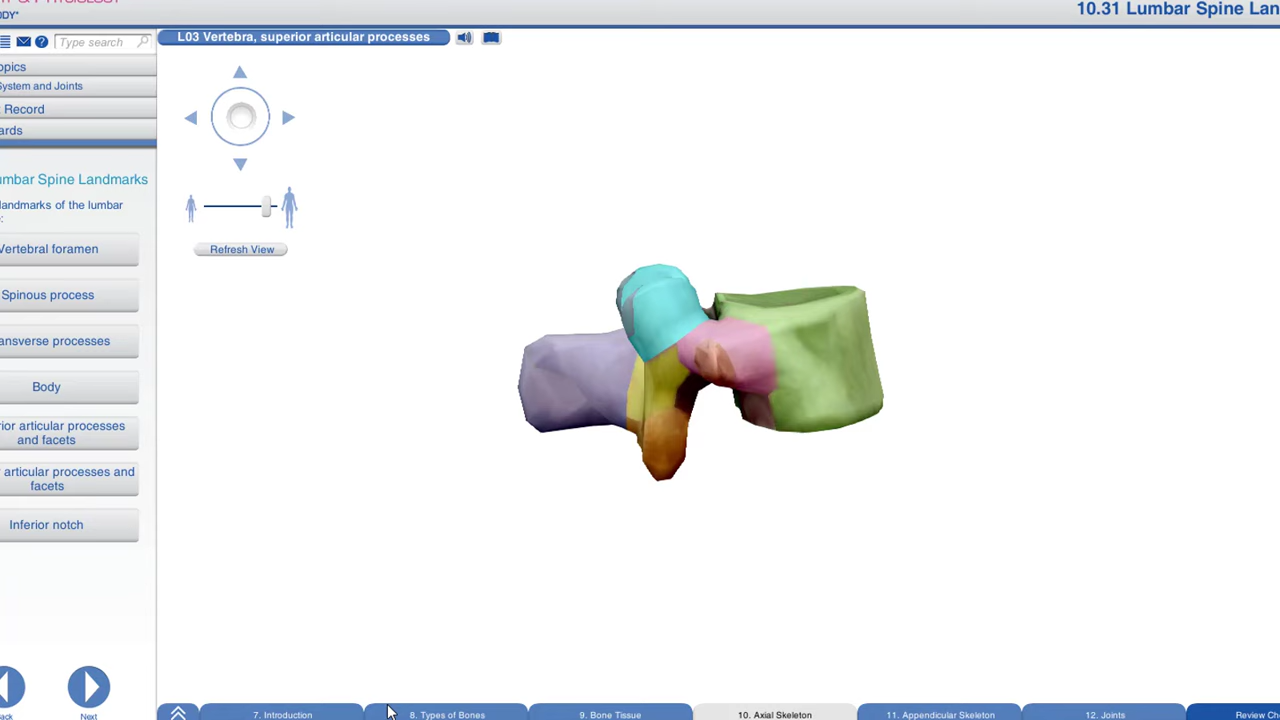 10.31 Lumbar Spine Lan
BODY*
Type search
L03 Vertebra, superior articular processes
opics
System and Joints
t Record
ards
umbar Spine Landmarks
landmarks of the lumbar
e:
Vertebral foramen
Spinous process
ansverse processes
Body
rior articular processes
and facets
r articular processes and
facets
Inferior notch
Refresh View
ack
Next
7. Introduction
8. Types of Bones
9. Bone Tissue
10. Axial Skeleton
11. Appendicular Skeleton
12. Joints
Review Ch